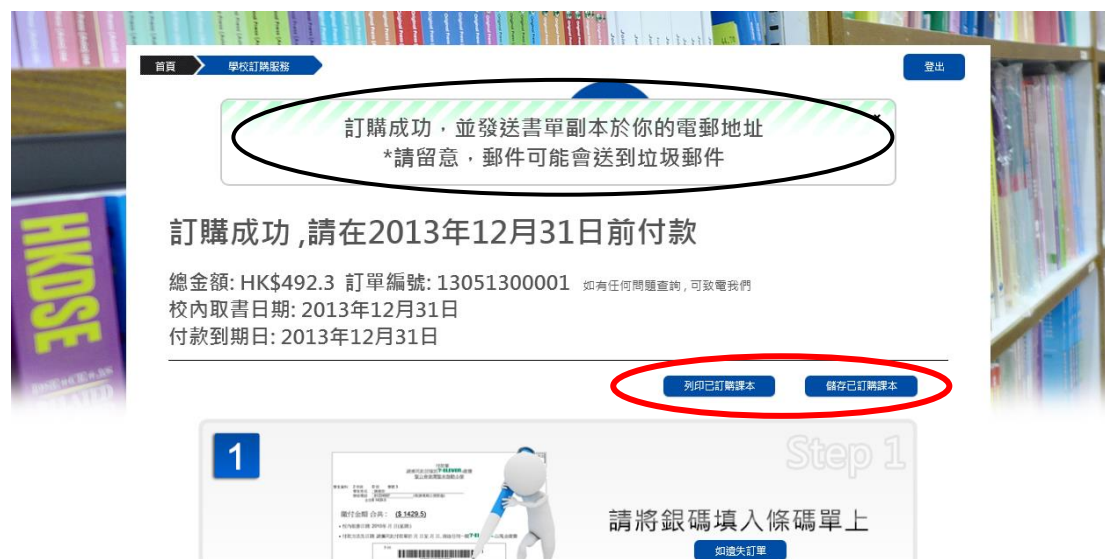 首頁
學校訂購服務
登出
訂購成功，並發送書單副本於你的電郵地址
*請留意，郵件可能會送到垃圾郵件
訂購成功 ,請在2013年12月31日前付款
總金額: HK$492.3 訂單編號: 13051300001 如有任何問題查詢 , 可致電我們
校內取書日期: 2013年12月31日
付款到期日: 2013年12月31日
列印已訂購課本
儲存已訂購課本
1
Step 1
繳付金額 合共： ($ 1429.5)
請將銀碼填入條碼單上
如遺失訂單
HKDSE